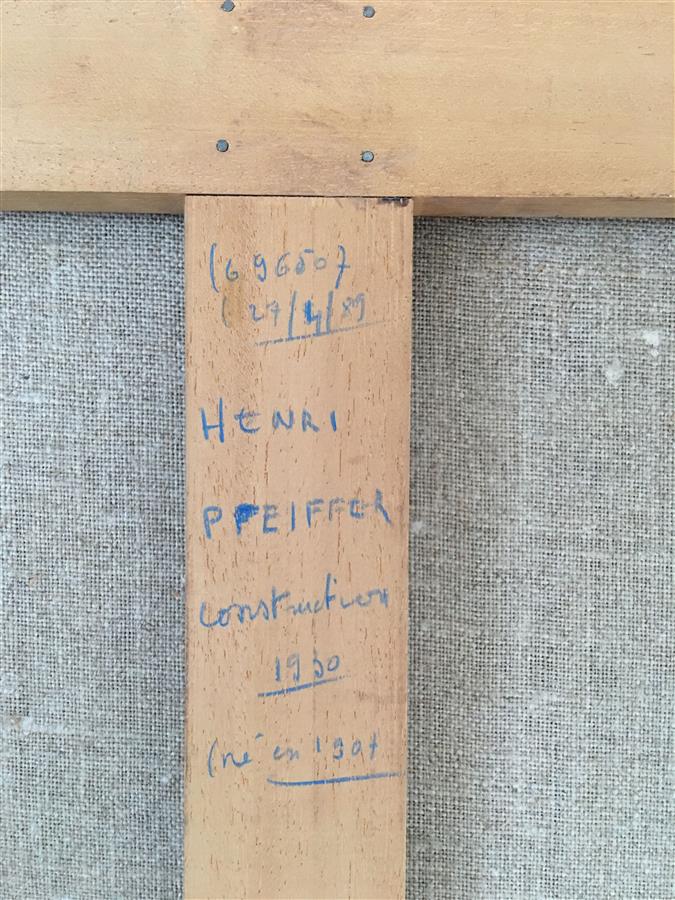 (696507
( 27/4/89
HENRI
PFEIFFER
Construction
1930
(né en 1907